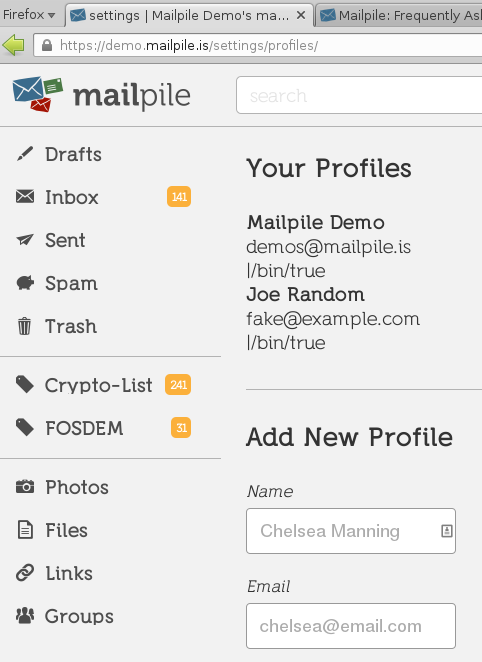 Firefox
settings | Mailpile Demo's ma...
Mailpile: Frequently Asl
https://demo.mailpile.is/settings/profiles/
mailpile
search
Drafts
Inbox
141
Sent
Spam
Trash
Crypto-List
241
FOSDEM
31
Photos
Files
Links
Groups
Your Profiles
Mailpile Demo
demos@mailpile.is
|/bin/true
Joe Random
fake@example.com
|/bin/true
Add New Profile
Name
Chelsea Manning
Email
chelsea@email.com